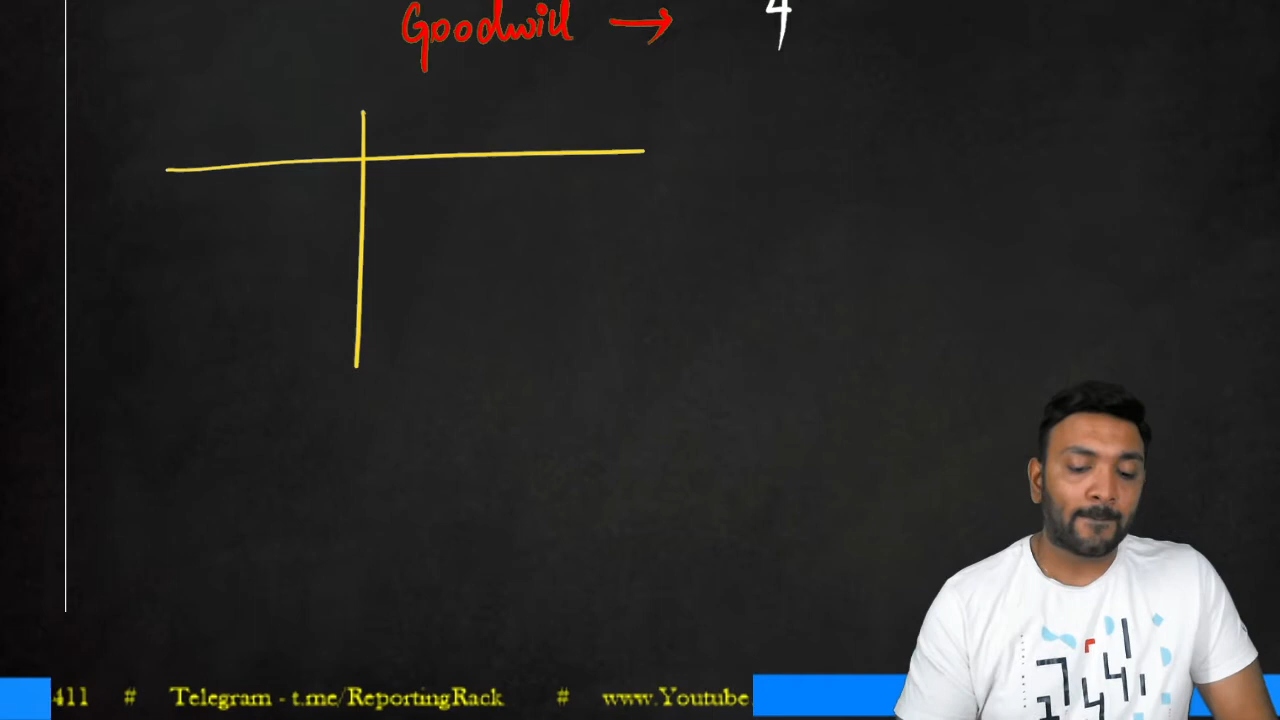 Goodwill → 4
411 # Telegram - t.me/ReportingRack # www.Youtube.